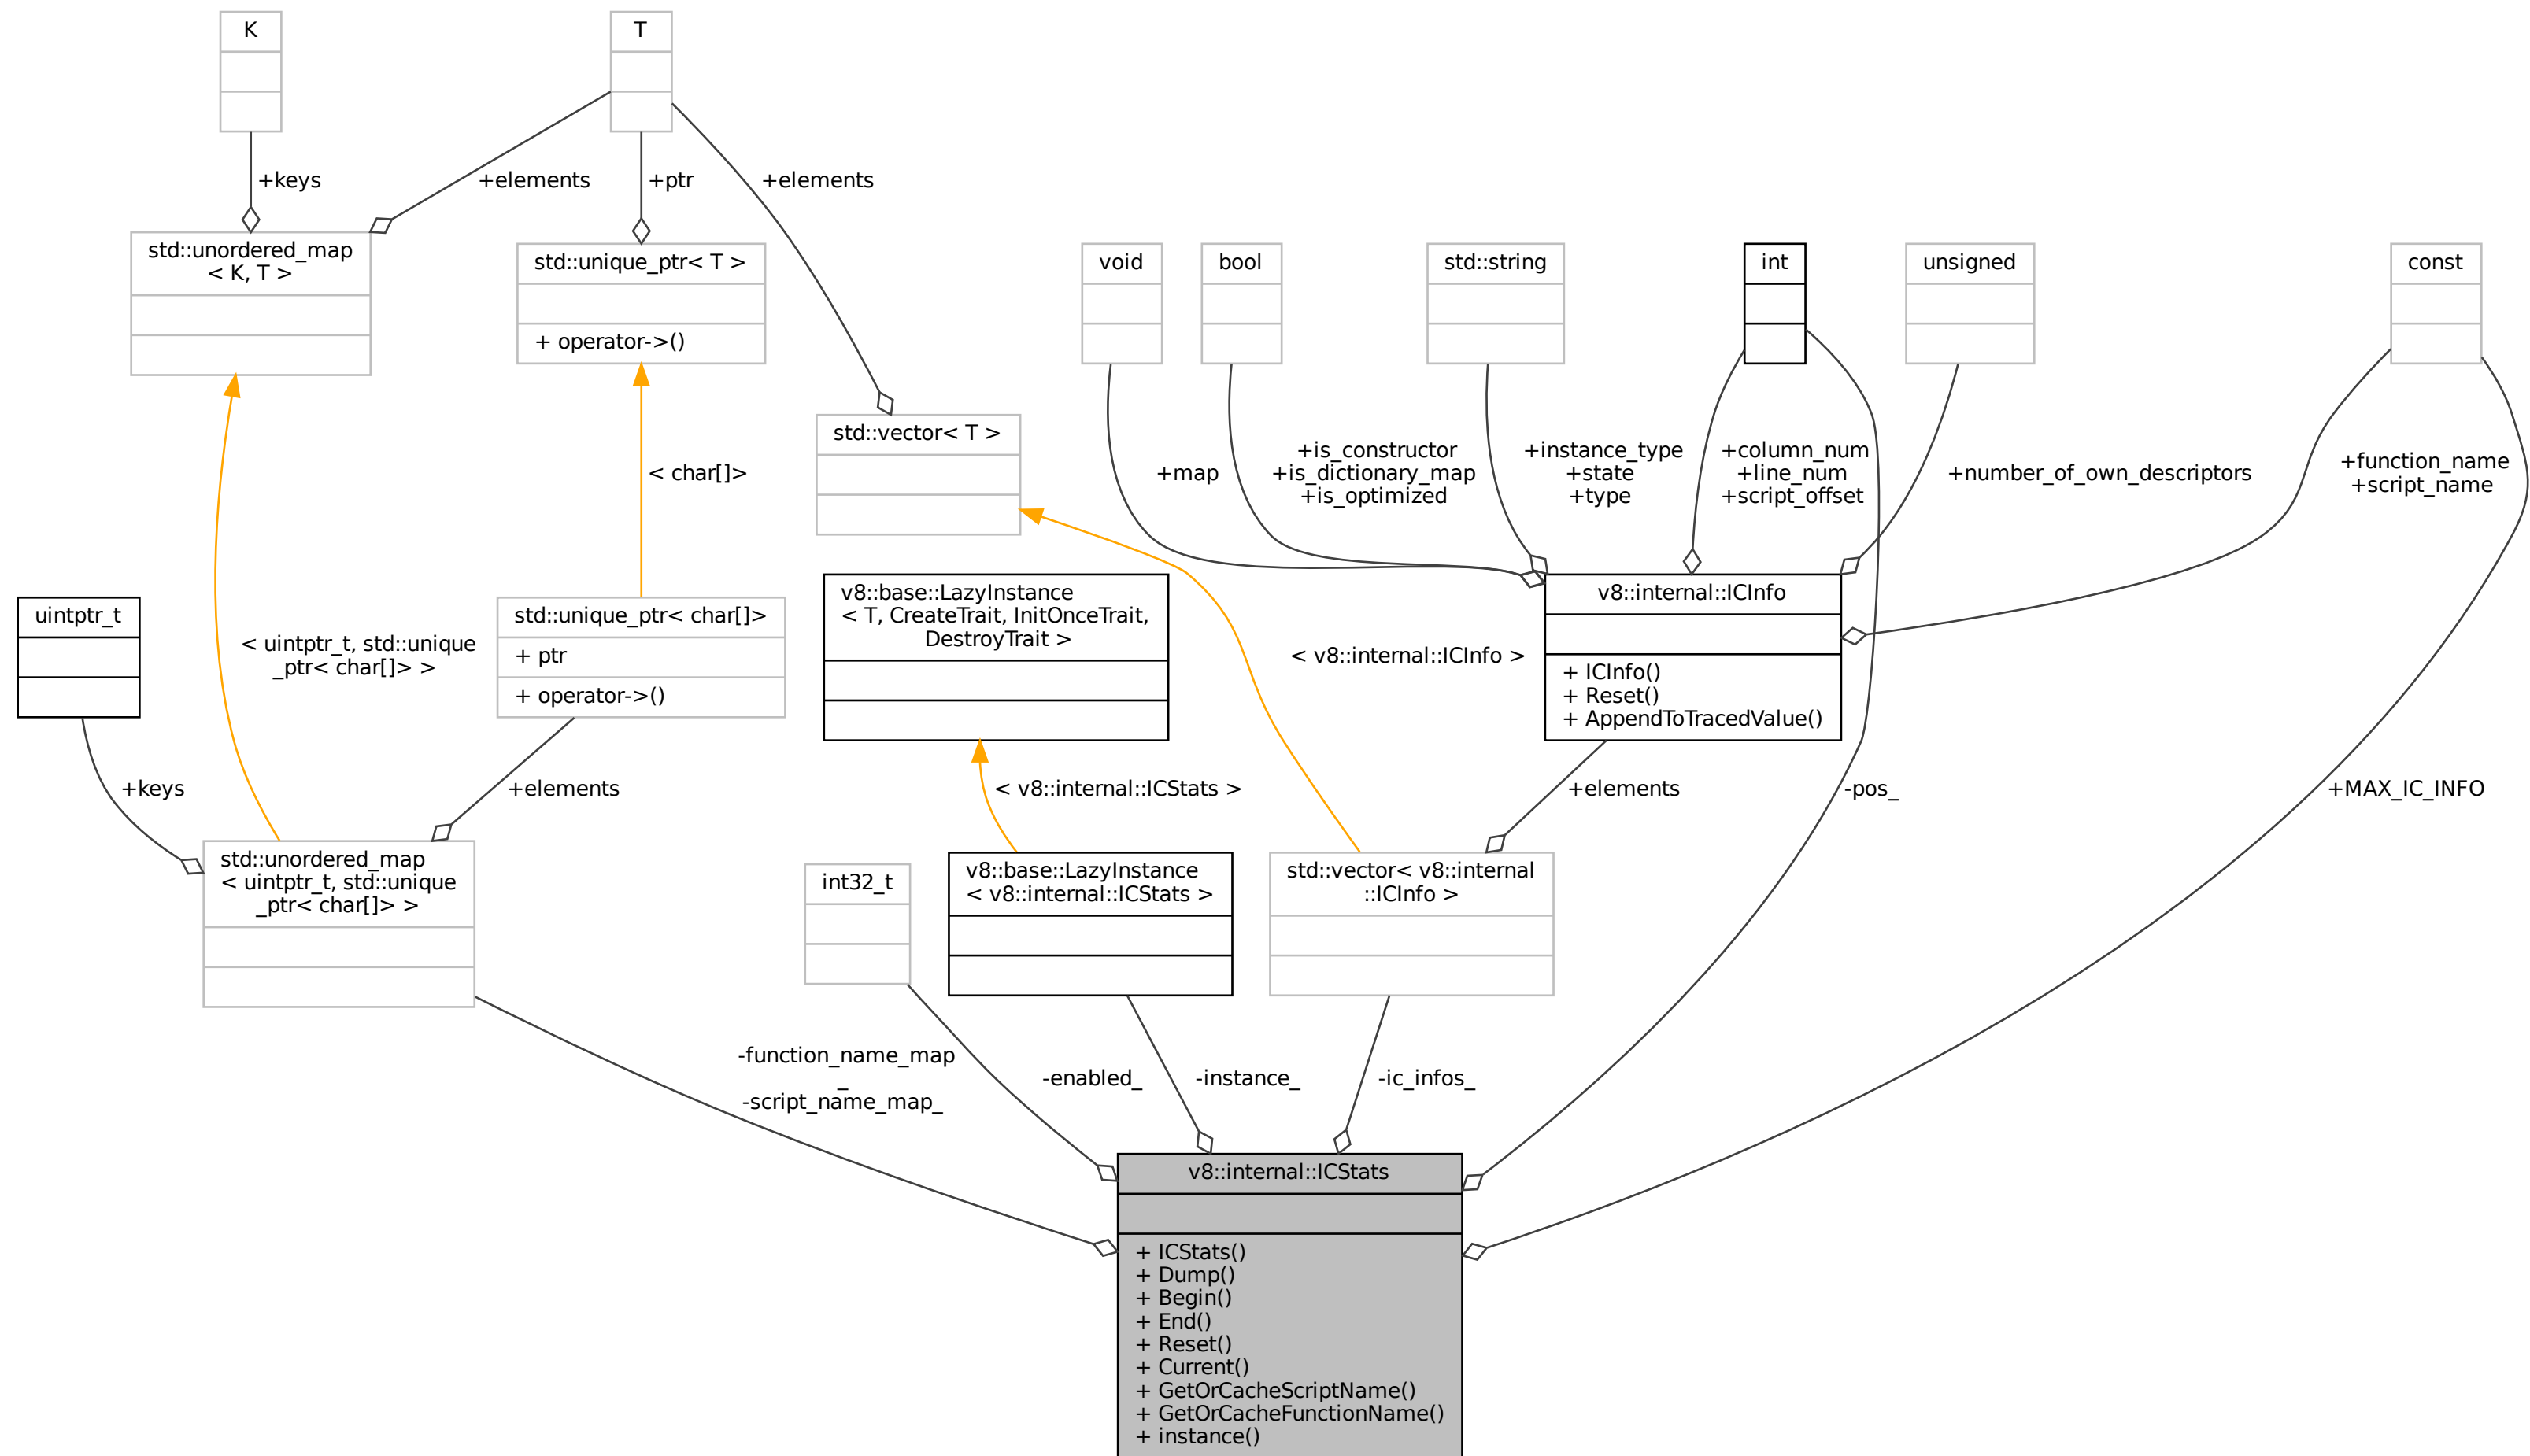 K
T
+keys
+elements
+ptr
+elements
std::unordered_map
< K, T >
std::unique_ptr< T >
+ operator->()
void
bool
std::string
int
unsigned
const
std::vector< T >
< char[]>
+map
+is_constructor
+is_dictionary_map
+is_optimized
+instance_type
+state
+type
+column_num
+line_num
+script_offset
+number_of_own_descriptors
+function_name
+script_name
uintptr_t
< uintptr_t, std::unique
_ptr< char[]> >
std::unique_ptr< char[]>
+ ptr
+ operator->()
v8::base::LazyInstance
< T, CreateTrait, InitOnceTrait,
DestroyTrait >
< v8::internal::ICInfo >
v8::internal::ICInfo
+ ICInfo()
+ Reset()
+ AppendToTracedValue()
+keys
+elements
< v8::internal::ICStats >
+elements
-pos_
+MAX_IC_INFO
std::unordered_map
< uintptr_t, std::unique
_ptr< char[]> >
int32_t
v8::base::LazyInstance
< v8::internal::ICStats >
std::vector< v8::internal
::ICInfo >
-function_name_map
_
-script_name_map_
-enabled_
-instance_
-ic_infos_
v8::internal::ICStats
+ ICStats()
+ Dump()
+ Begin()
+ End()
+ Reset()
+ Current()
+ GetOrCacheScriptName()
+ GetOrCacheFunctionName()
+ instance()